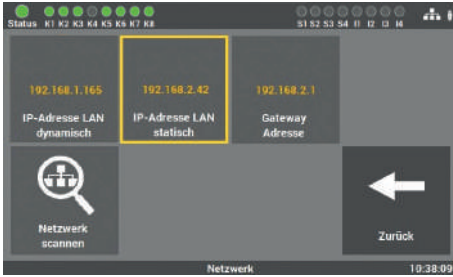 Status K1 K2 K3 K4 K5 K6 K7 K8 S1 S2 S3 S4 I1 I2 I3 I4
192.168.1.165 192.168.2.42 192.168.2.1
IP-Adresse LAN IP-Adresse LAN Gateway
dynamisch statisch Adresse
Netzwerk
scannen
Zurück
Netzwerk 10:38:09